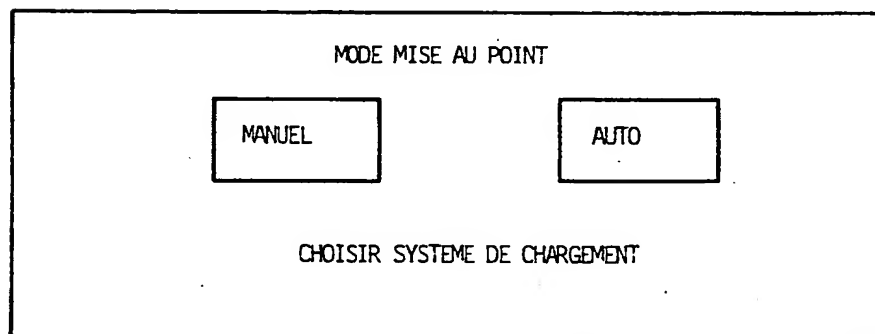 MODE MISE AU POINT
MANUEL AUTO
CHOISIR SYSTEME DE CHARGEMENT